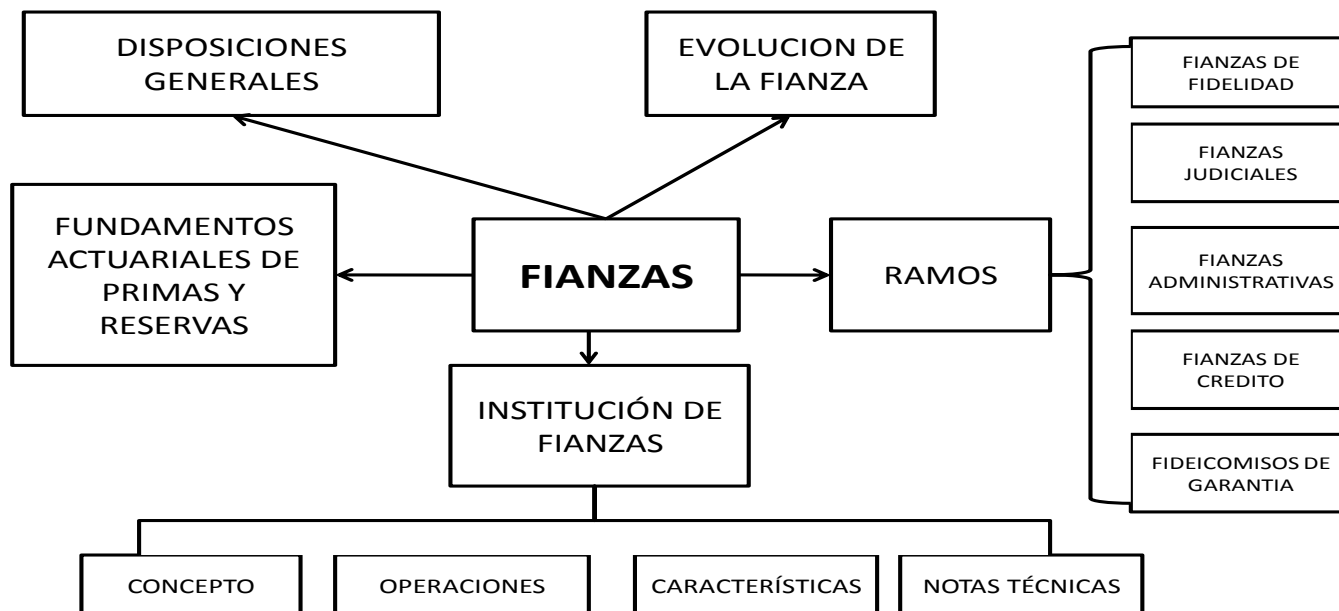 DISPOSICIONES
GENERALES
EVOLUCION DE
LA FIANZA
FIANZAS DE
FIDELIDAD
FIANZAS
JUDICIALES
FUNDAMENTOS
ACTUARIALES DE
PRIMAS Y
RESERVAS
FIANZAS
RAMOS
FIANZAS
ADMINISTRATIVAS
FIANZAS DE
CREDITO
INSTITUCIÓN DE
FIANZAS
FIDEICOMISOS DE
GARANTIA
CONCEPTO
OPERACIONES
CARACTERÍSTICAS
NOTAS TÉCNICAS